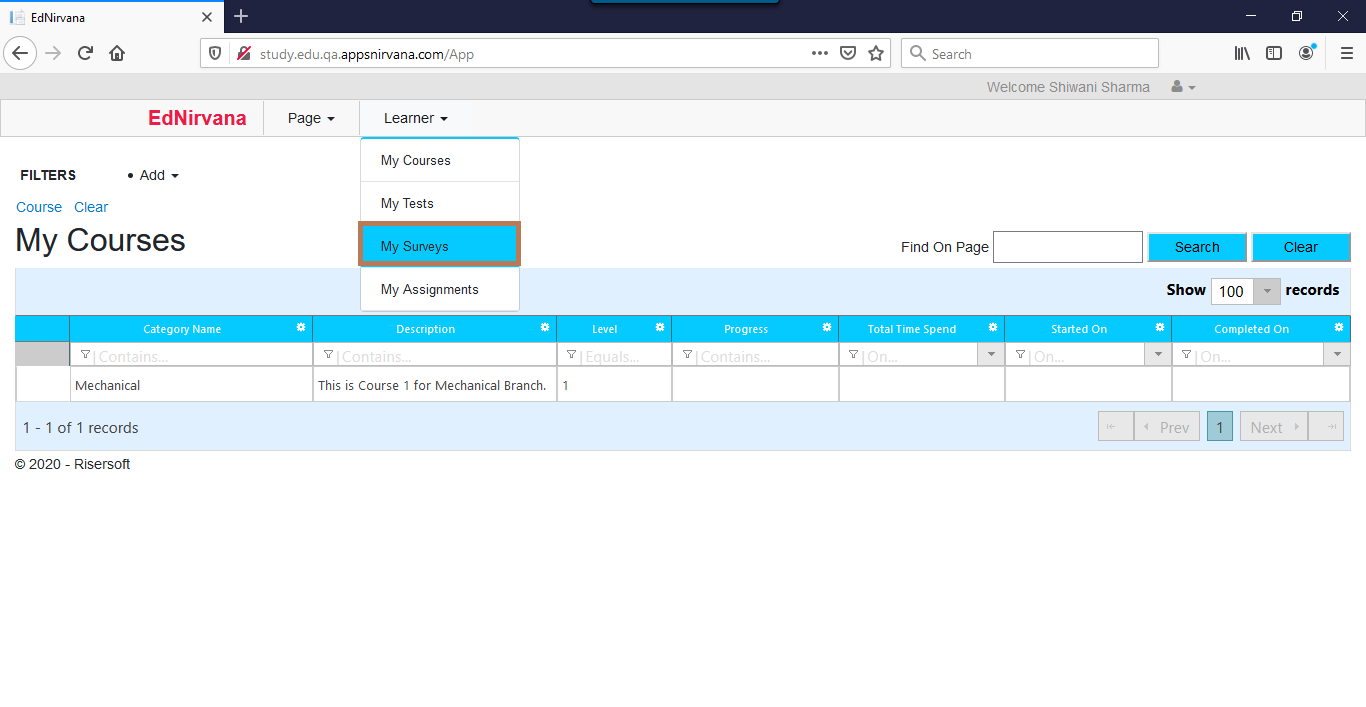 EdNirvana
study.edu.qa.appsnirvana.com/App
Search
Welcome Shiwani Sharma
EdNirvana Page Learner
My Courses
My Tests
My Surveys
My Assignments
FILTERS • Add
Course Clear
My Courses
Find On Page Search Clear
Show 100 records
Category Name Description Level Progress Total Time Spend Started On Completed On
Contains... Contains... Equals... Contains... On... On... On...
Mechanical This is Course 1 for Mechanical Branch. 1
1 - 1 of 1 records Prev 1 Next
© 2020 - Risersoft